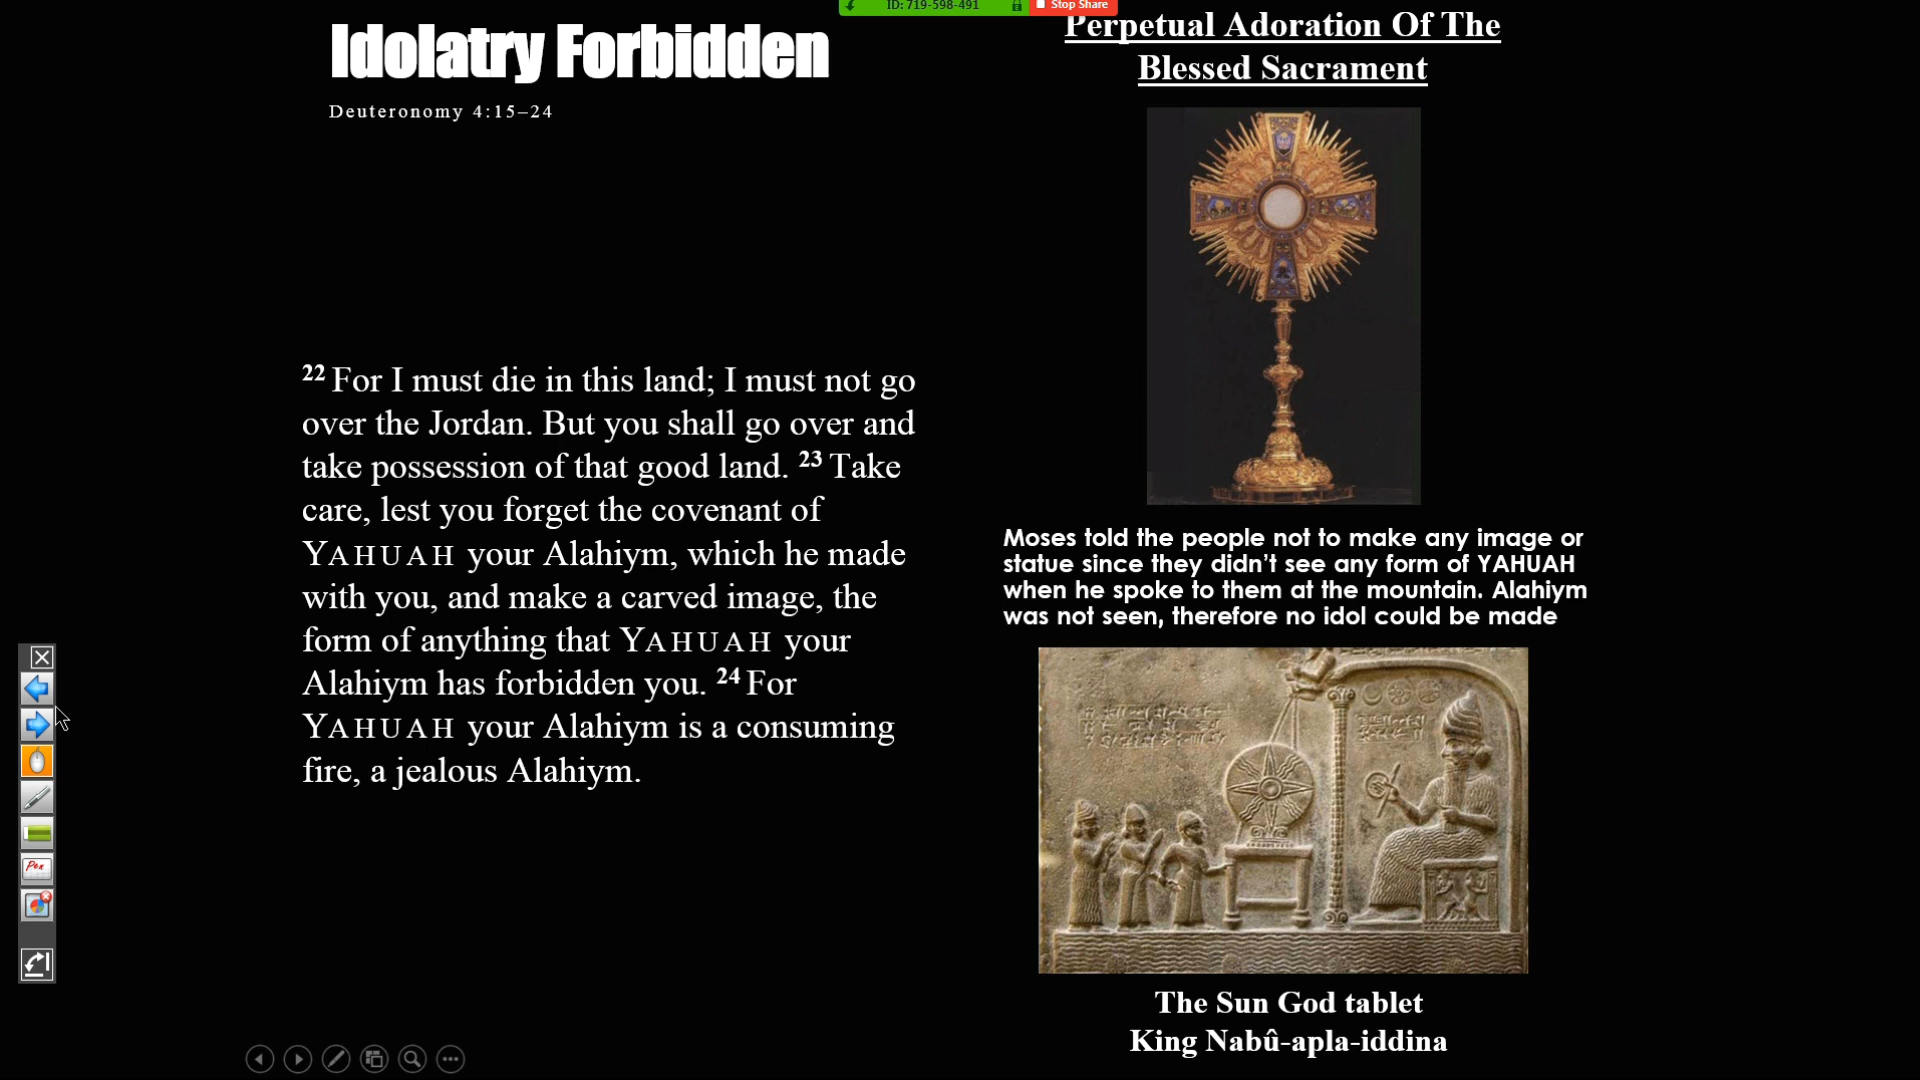 ID: 719-598-491
Stop Share
Idolatry Forbidden
Deuteronomy 4:15–24
22 For I must die in this land; I must not go
over the Jordan. But you shall go over and
take possession of that good land. 23 Take
care, lest you forget the covenant of
YAHUAH your Alahiym, which he made
with you, and make a carved image, the
form of anything that YAHUAH your
Alahiym has forbidden you. 24 For
YAHUAH your Alahiym is a consuming
fire, a jealous Alahiym.
Perpetual Adoration Of The
Blessed Sacrament
Moses told the people not to make any image or
statue since they didn’t see any form of YAHUAH
when he spoke to them at the mountain. Alahiym
was not seen, therefore no idol could be made
The Sun God tablet
King Nabû-apla-iddina
Pen